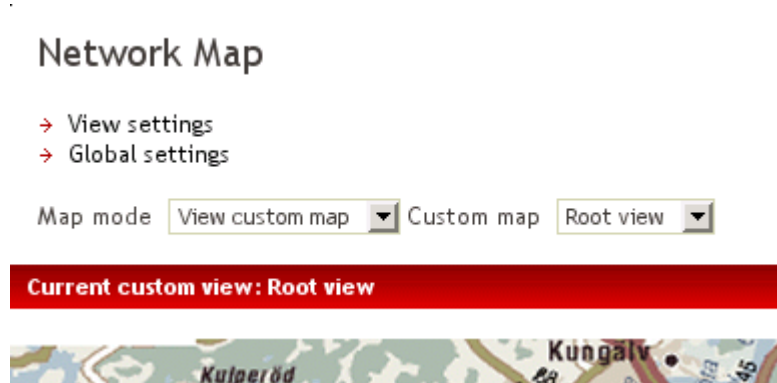 Network Map
View settings
Global settings
Map mode View custom map Custom map Root view
Current custom view: Root view
Kungälv
Kulperöd
45